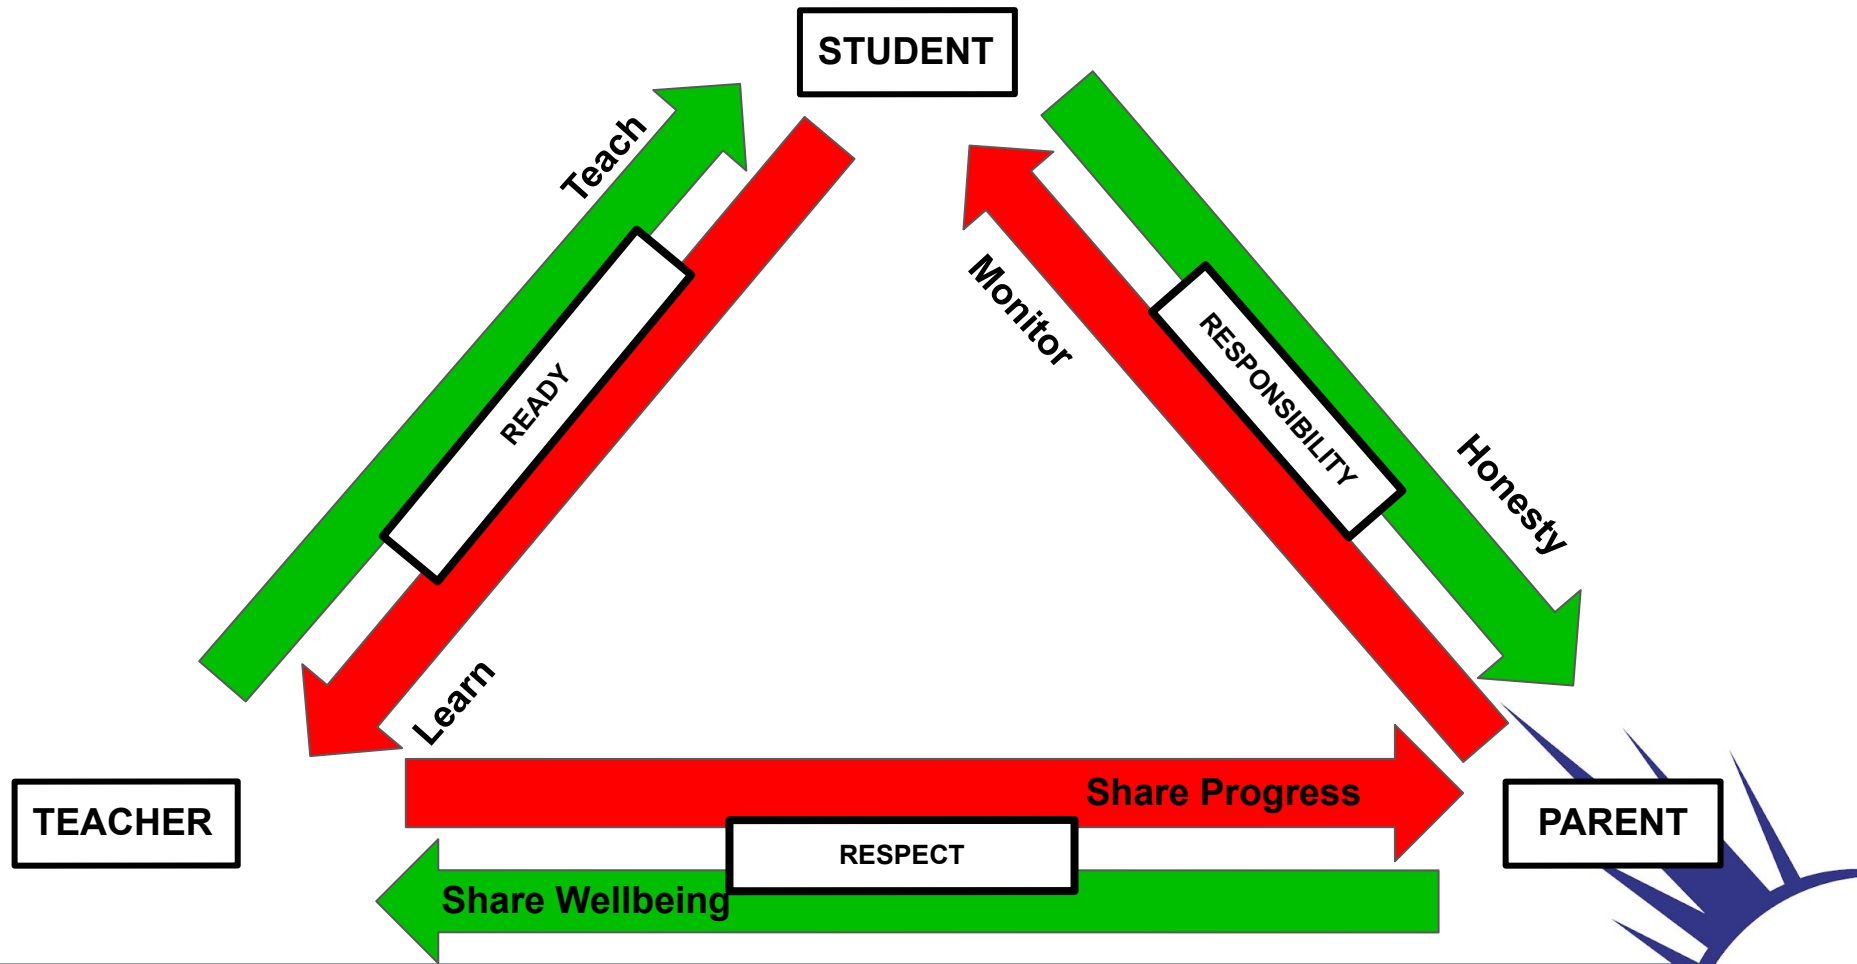 STUDENT
Teach
Monitor
READY
RESPONSIBILITY
Honesty
Learn
Share Progress
TEACHER
PARENT
RESPECT
Share Wellbeing